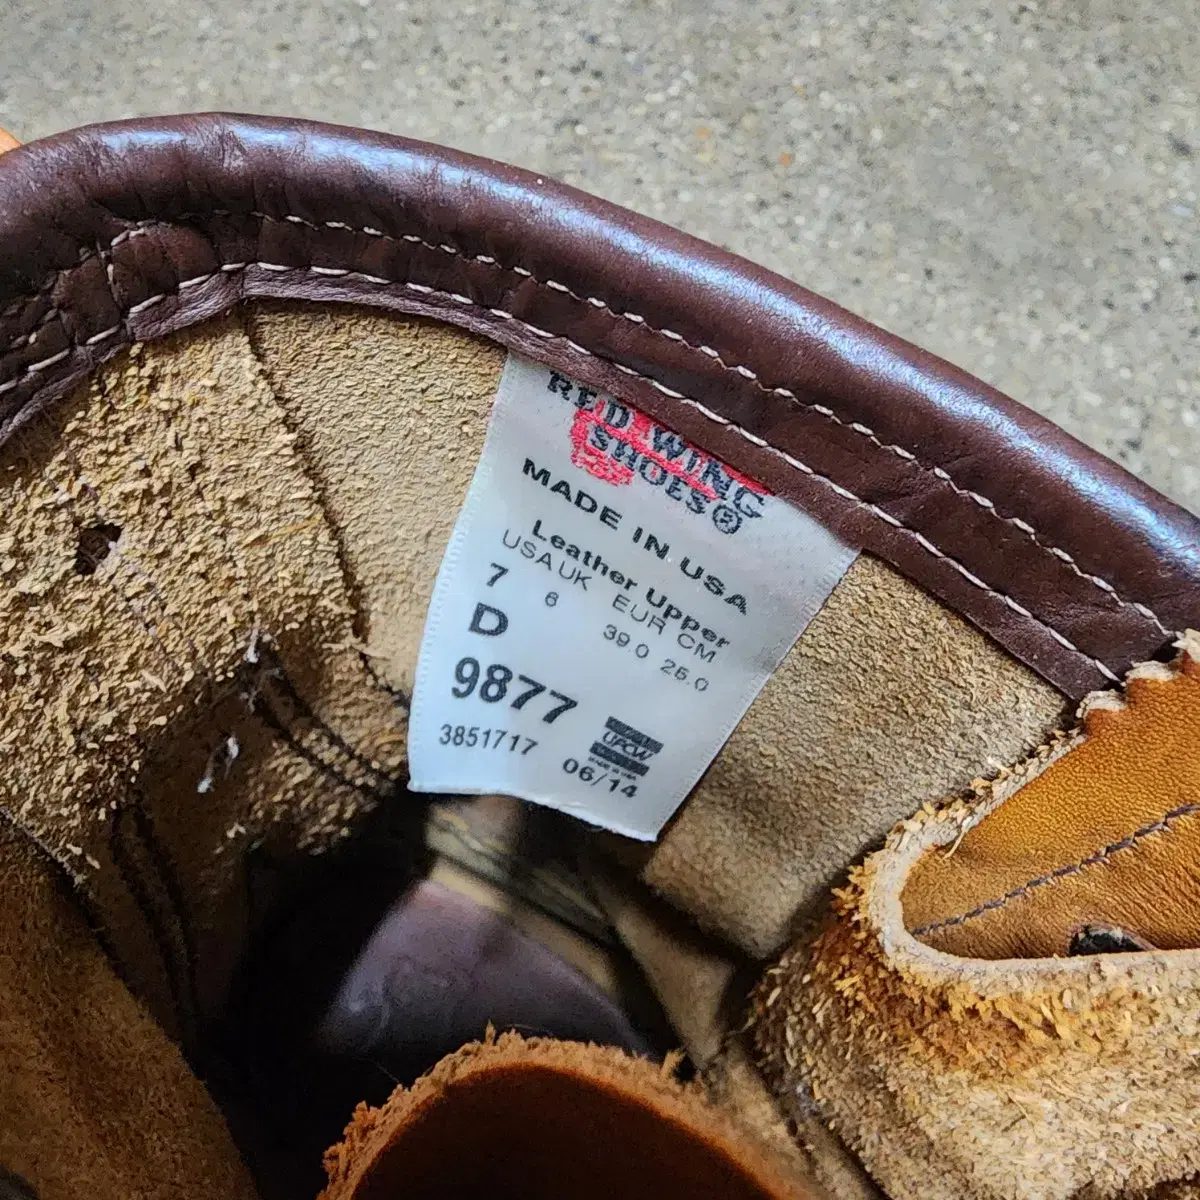 RED WING
SHOES®
MADE IN USA
Leather Upper
USA UK EUR CM
7 6 39.0 25.0
D
9877
3851717 06/14
UFCW